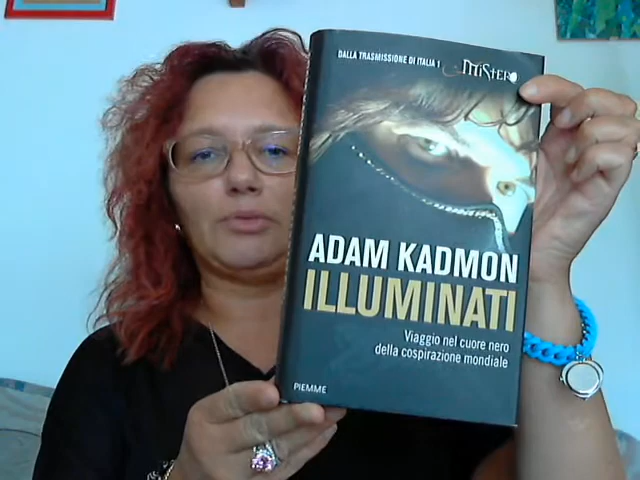 DALLA TRASMISSIONE DI ITALIA 1 MISTERO
ADAM KADMON
ILLUMINATI
Viaggio nel cuore nero
della cospirazione mondiale
PIEMME